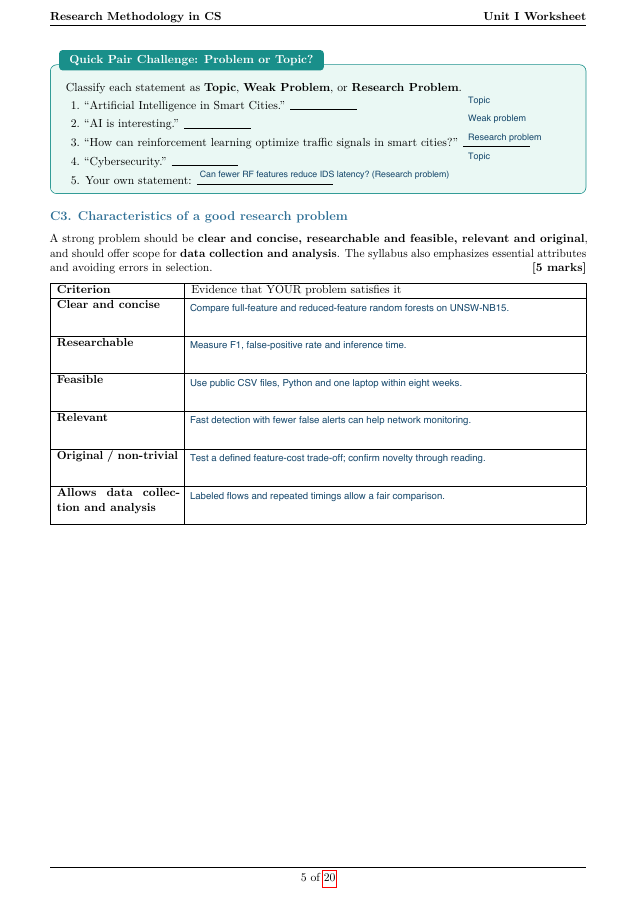 Research Methodology in CS Unit I Worksheet
Quick Pair Challenge: Problem or Topic?
Classify each statement as Topic, Weak Problem, or Research Problem.
1. “Artificial Intelligence in Smart Cities.” Topic
2. “AI is interesting.” Weak problem
3. “How can reinforcement learning optimize traffic signals in smart cities?” Research problem
4. “Cybersecurity.” Topic
5. Your own statement: Can fewer RF features reduce IDS latency? (Research problem)
C3. Characteristics of a good research problem
A strong problem should be clear and concise, researchable and feasible, relevant and original,
and should offer scope for data collection and analysis. The syllabus also emphasizes essential attributes
and avoiding errors in selection. [5 marks]
Criterion Evidence that YOUR problem satisfies it
Clear and concise Compare full-feature and reduced-feature random forests on UNSW-NB15.
Researchable Measure F1, false-positive rate and inference time.
Feasible Use public CSV files, Python and one laptop within eight weeks.
Relevant Fast detection with fewer false alerts can help network monitoring.
Original / non-trivial Test a defined feature-cost trade-off; confirm novelty through reading.
Allows data collec- Labeled flows and repeated timings allow a fair comparison.
tion and analysis
5 of 20